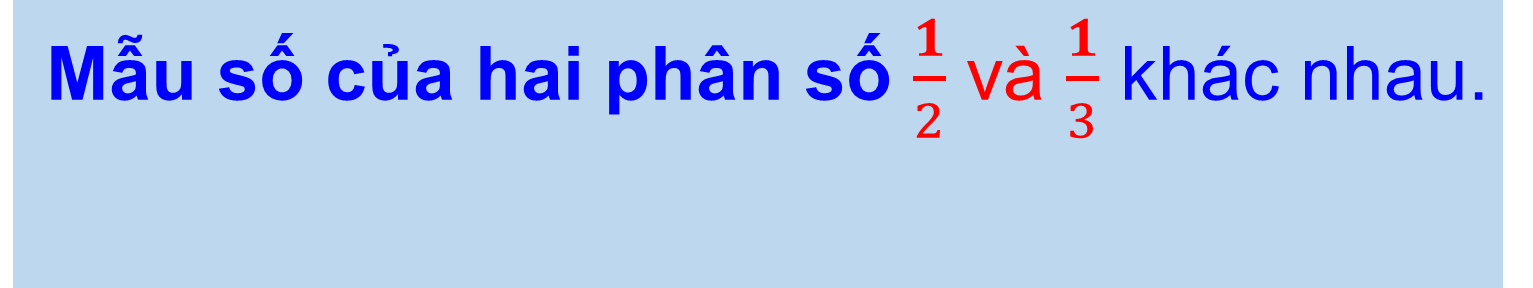 Mẫu số của hai phân số 1/2 và 1/3 khác nhau.